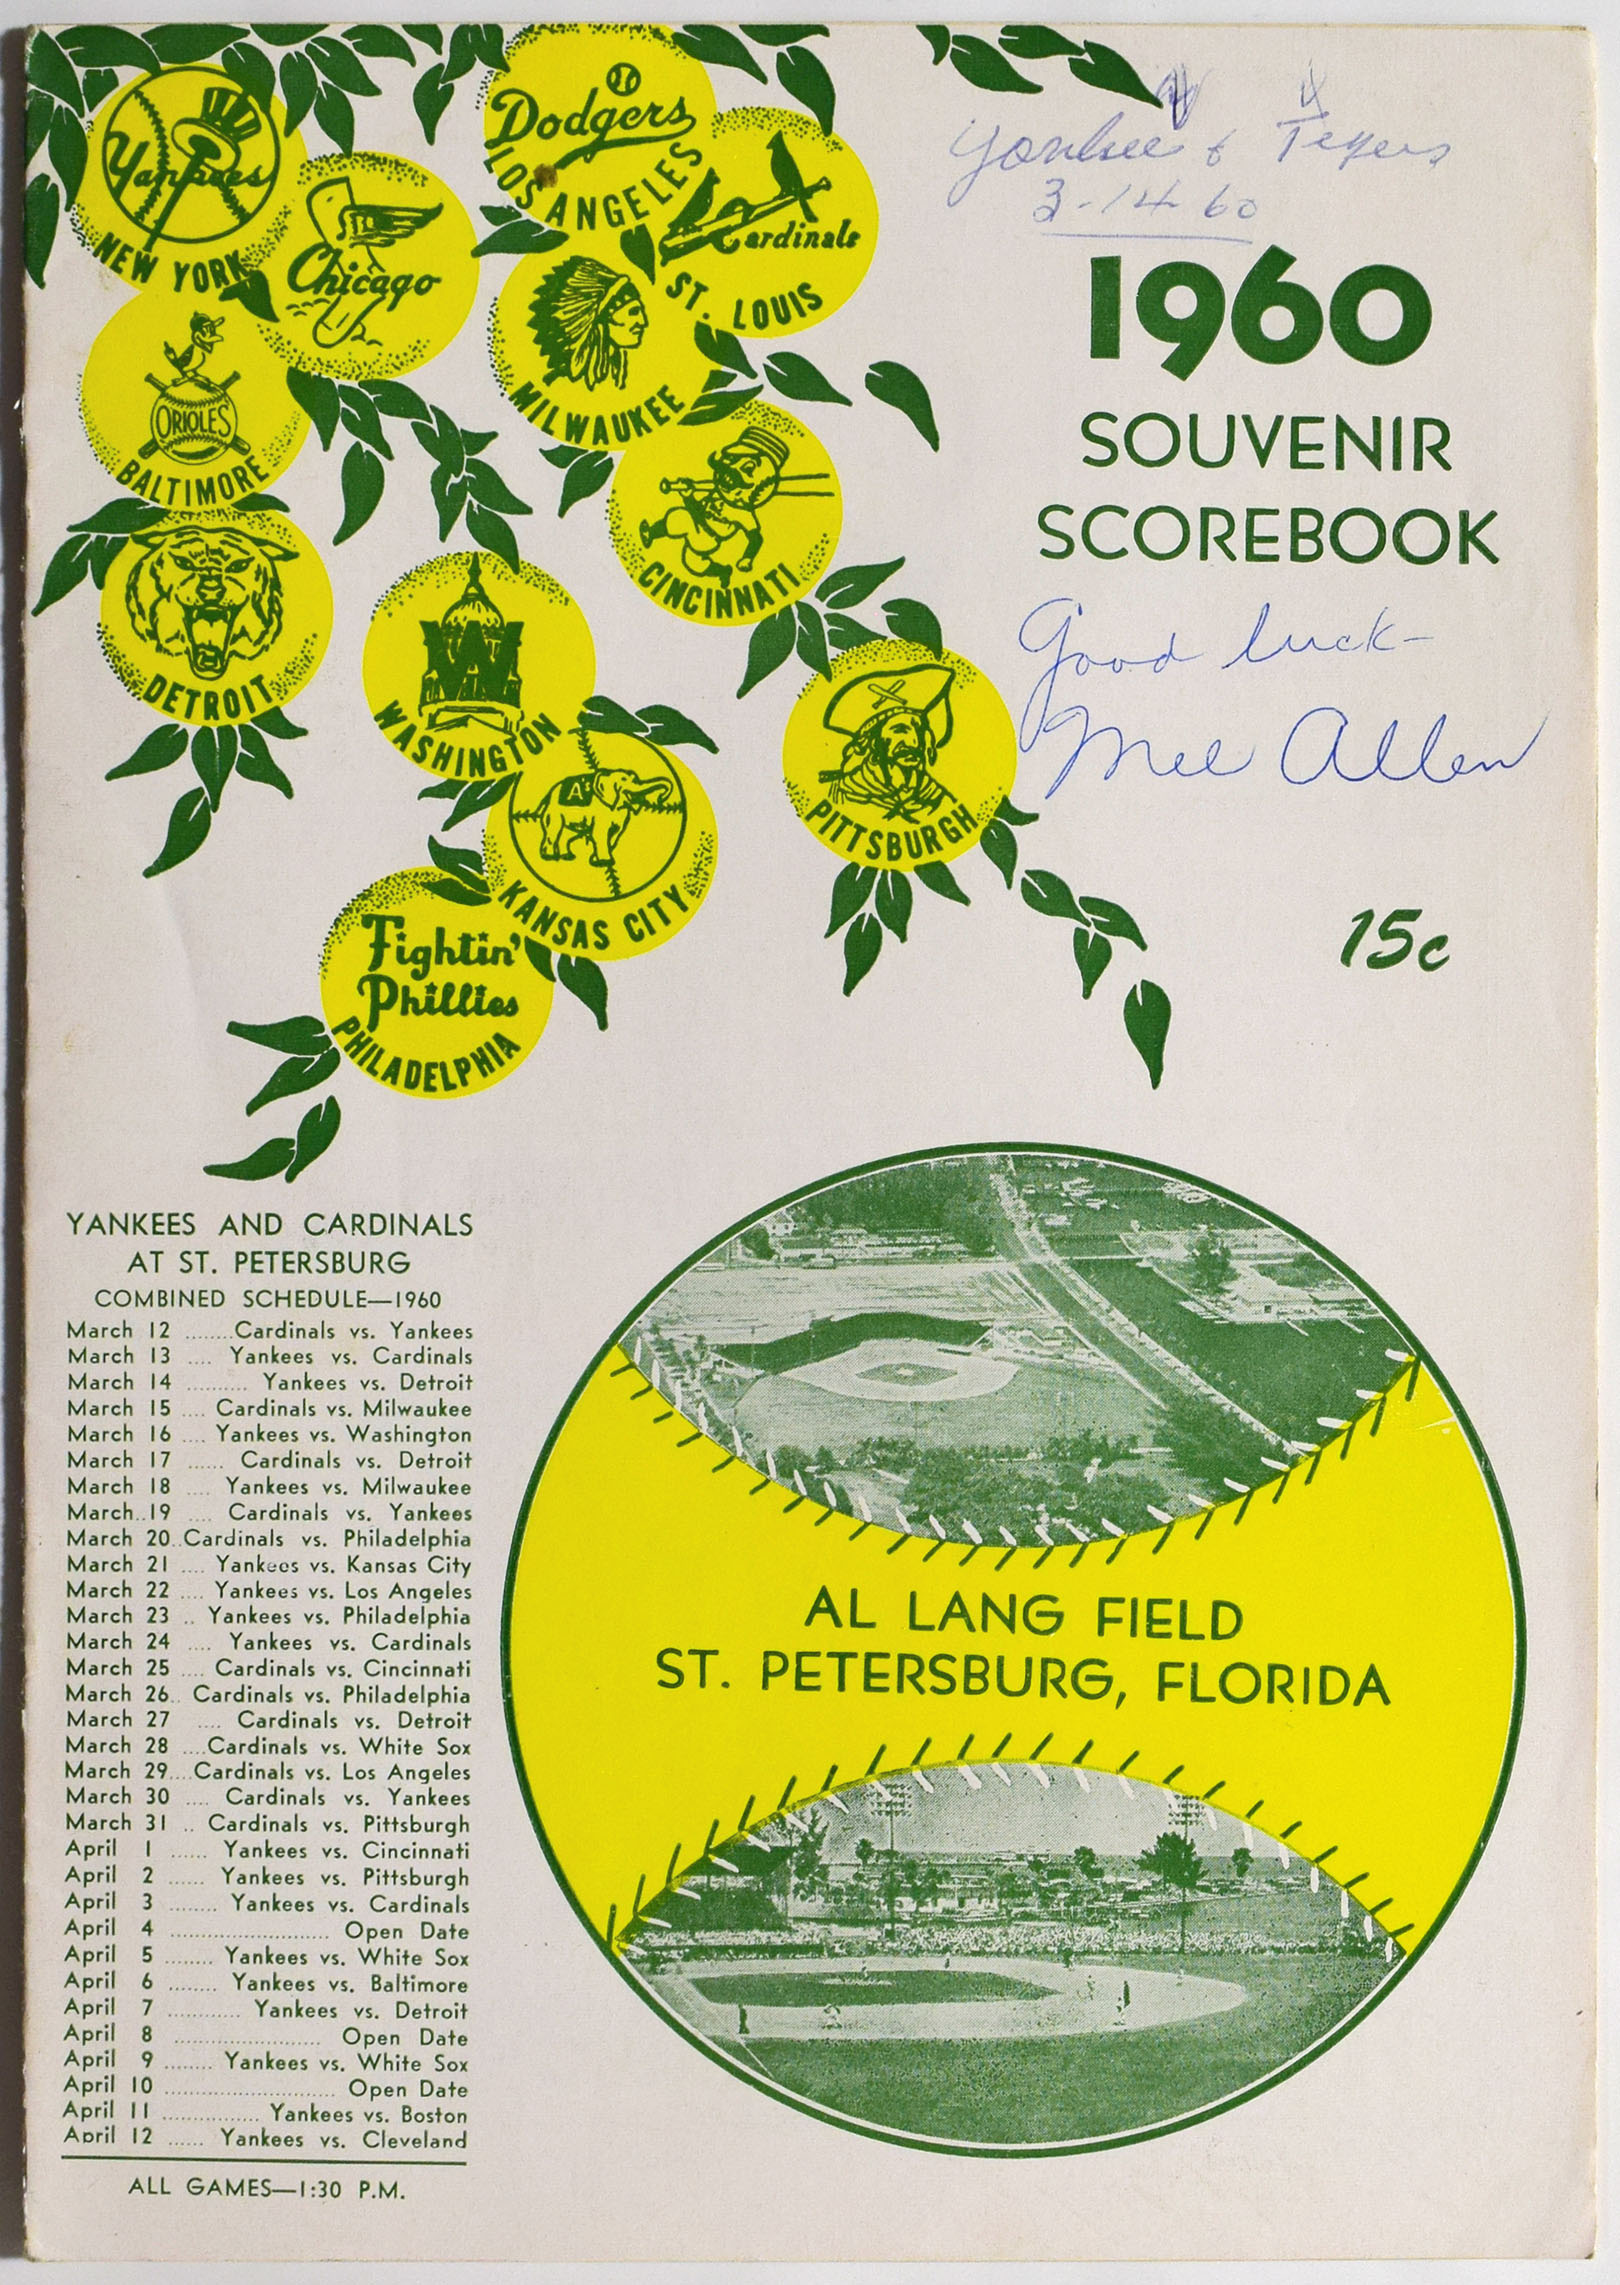 Yankees
NEW YORK
Chicago
Dodgers
LOS ANGELES
Cardinals
ST. LOUIS
ORIOLES
BALTIMORE
MILWAUKEE
CINCINNATI
DETROIT
W
WASHINGTON
A's
KANSAS CITY
PITTSBURGH
Fightin'
Phillies
PHILADELPHIA
4 4
Yankee &
3-14-60
1960
SOUVENIR
SCOREBOOK
Good luck-
Mel Allen
15c
YANKEES AND CARDINALS
AT ST. PETERSBURG
COMBINED SCHEDULE—1960
March 12 ........Cardinals vs. Yankees
March 13 .... Yankees vs. Cardinals
March 14 .......... Yankees vs. Detroit
March 15 .... Cardinals vs. Milwaukee
March 16 .... Yankees vs. Washington
March 17 ...... Cardinals vs. Detroit
March 18 .... Yankees vs. Milwaukee
March..19 .... Cardinals vs. Yankees
March 20..Cardinals vs. Philadelphia
March 21 .... Yankees vs. Kansas City
March 22 .... Yankees vs. Los Angeles
March 23 .. Yankees vs. Philadelphia
March 24 .... Yankees vs. Cardinals
March 25 .... Cardinals vs. Cincinnati
March 26.. Cardinals vs. Philadelphia
March 27 .... Cardinals vs. Detroit
March 28 ....Cardinals vs. White Sox
March 29....Cardinals vs. Los Angeles
March 30 .... Cardinals vs. Yankees
March 31 .. Cardinals vs. Pittsburgh
April 1 ...... Yankees vs. Cincinnati
April 2 ...... Yankees vs. Pittsburgh
April 3 ........ Yankees vs. Cardinals
April 4 ........................... Open Date
April 5 ........ Yankees vs. White Sox
April 6 ........ Yankees vs. Baltimore
April 7 ............ Yankees vs. Detroit
April 8 ......................... Open Date
April 9 ........ Yankees vs. White Sox
April 10 ............................. Open Date
April 11 ................ Yankees vs. Boston
April 12 ...... Yankees vs. Cleveland
ALL GAMES—1:30 P.M.
AL LANG FIELD
ST. PETERSBURG, FLORIDA